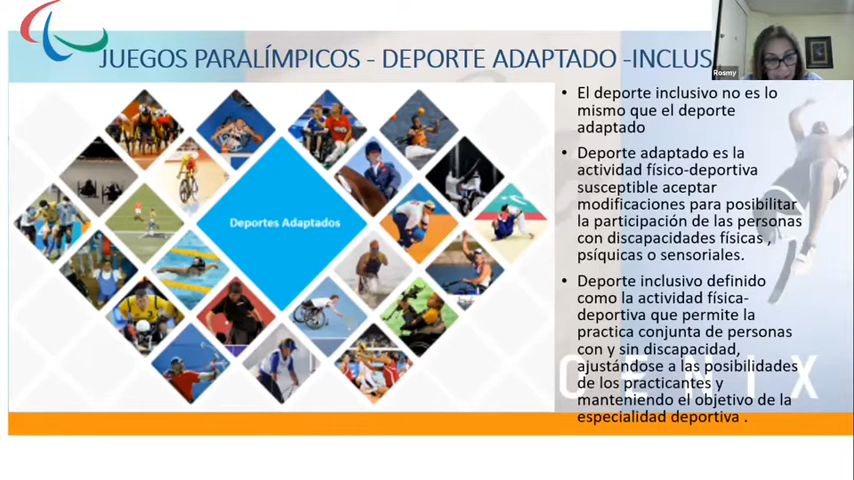 JUEGOS PARALÍMPICOS - DEPORTE ADAPTADO -INCLUS
Rosmy
• El deporte inclusivo no es lo
mismo que el deporte
adaptado
• Deporte adaptado es la
actividad físico-deportiva
susceptible aceptar
modificaciones para posibilitar
la participación de las personas
con discapacidades físicas ,
psíquicas o sensoriales.
• Deporte inclusivo definido
como la actividad física-
deportiva que permite la
practica conjunta de personas
con y sin discapacidad,
ajustándose a las posibilidades
de los practicantes y
manteniendo el objetivo de la
especialidad deportiva .
Deportes Adaptados
OENIX